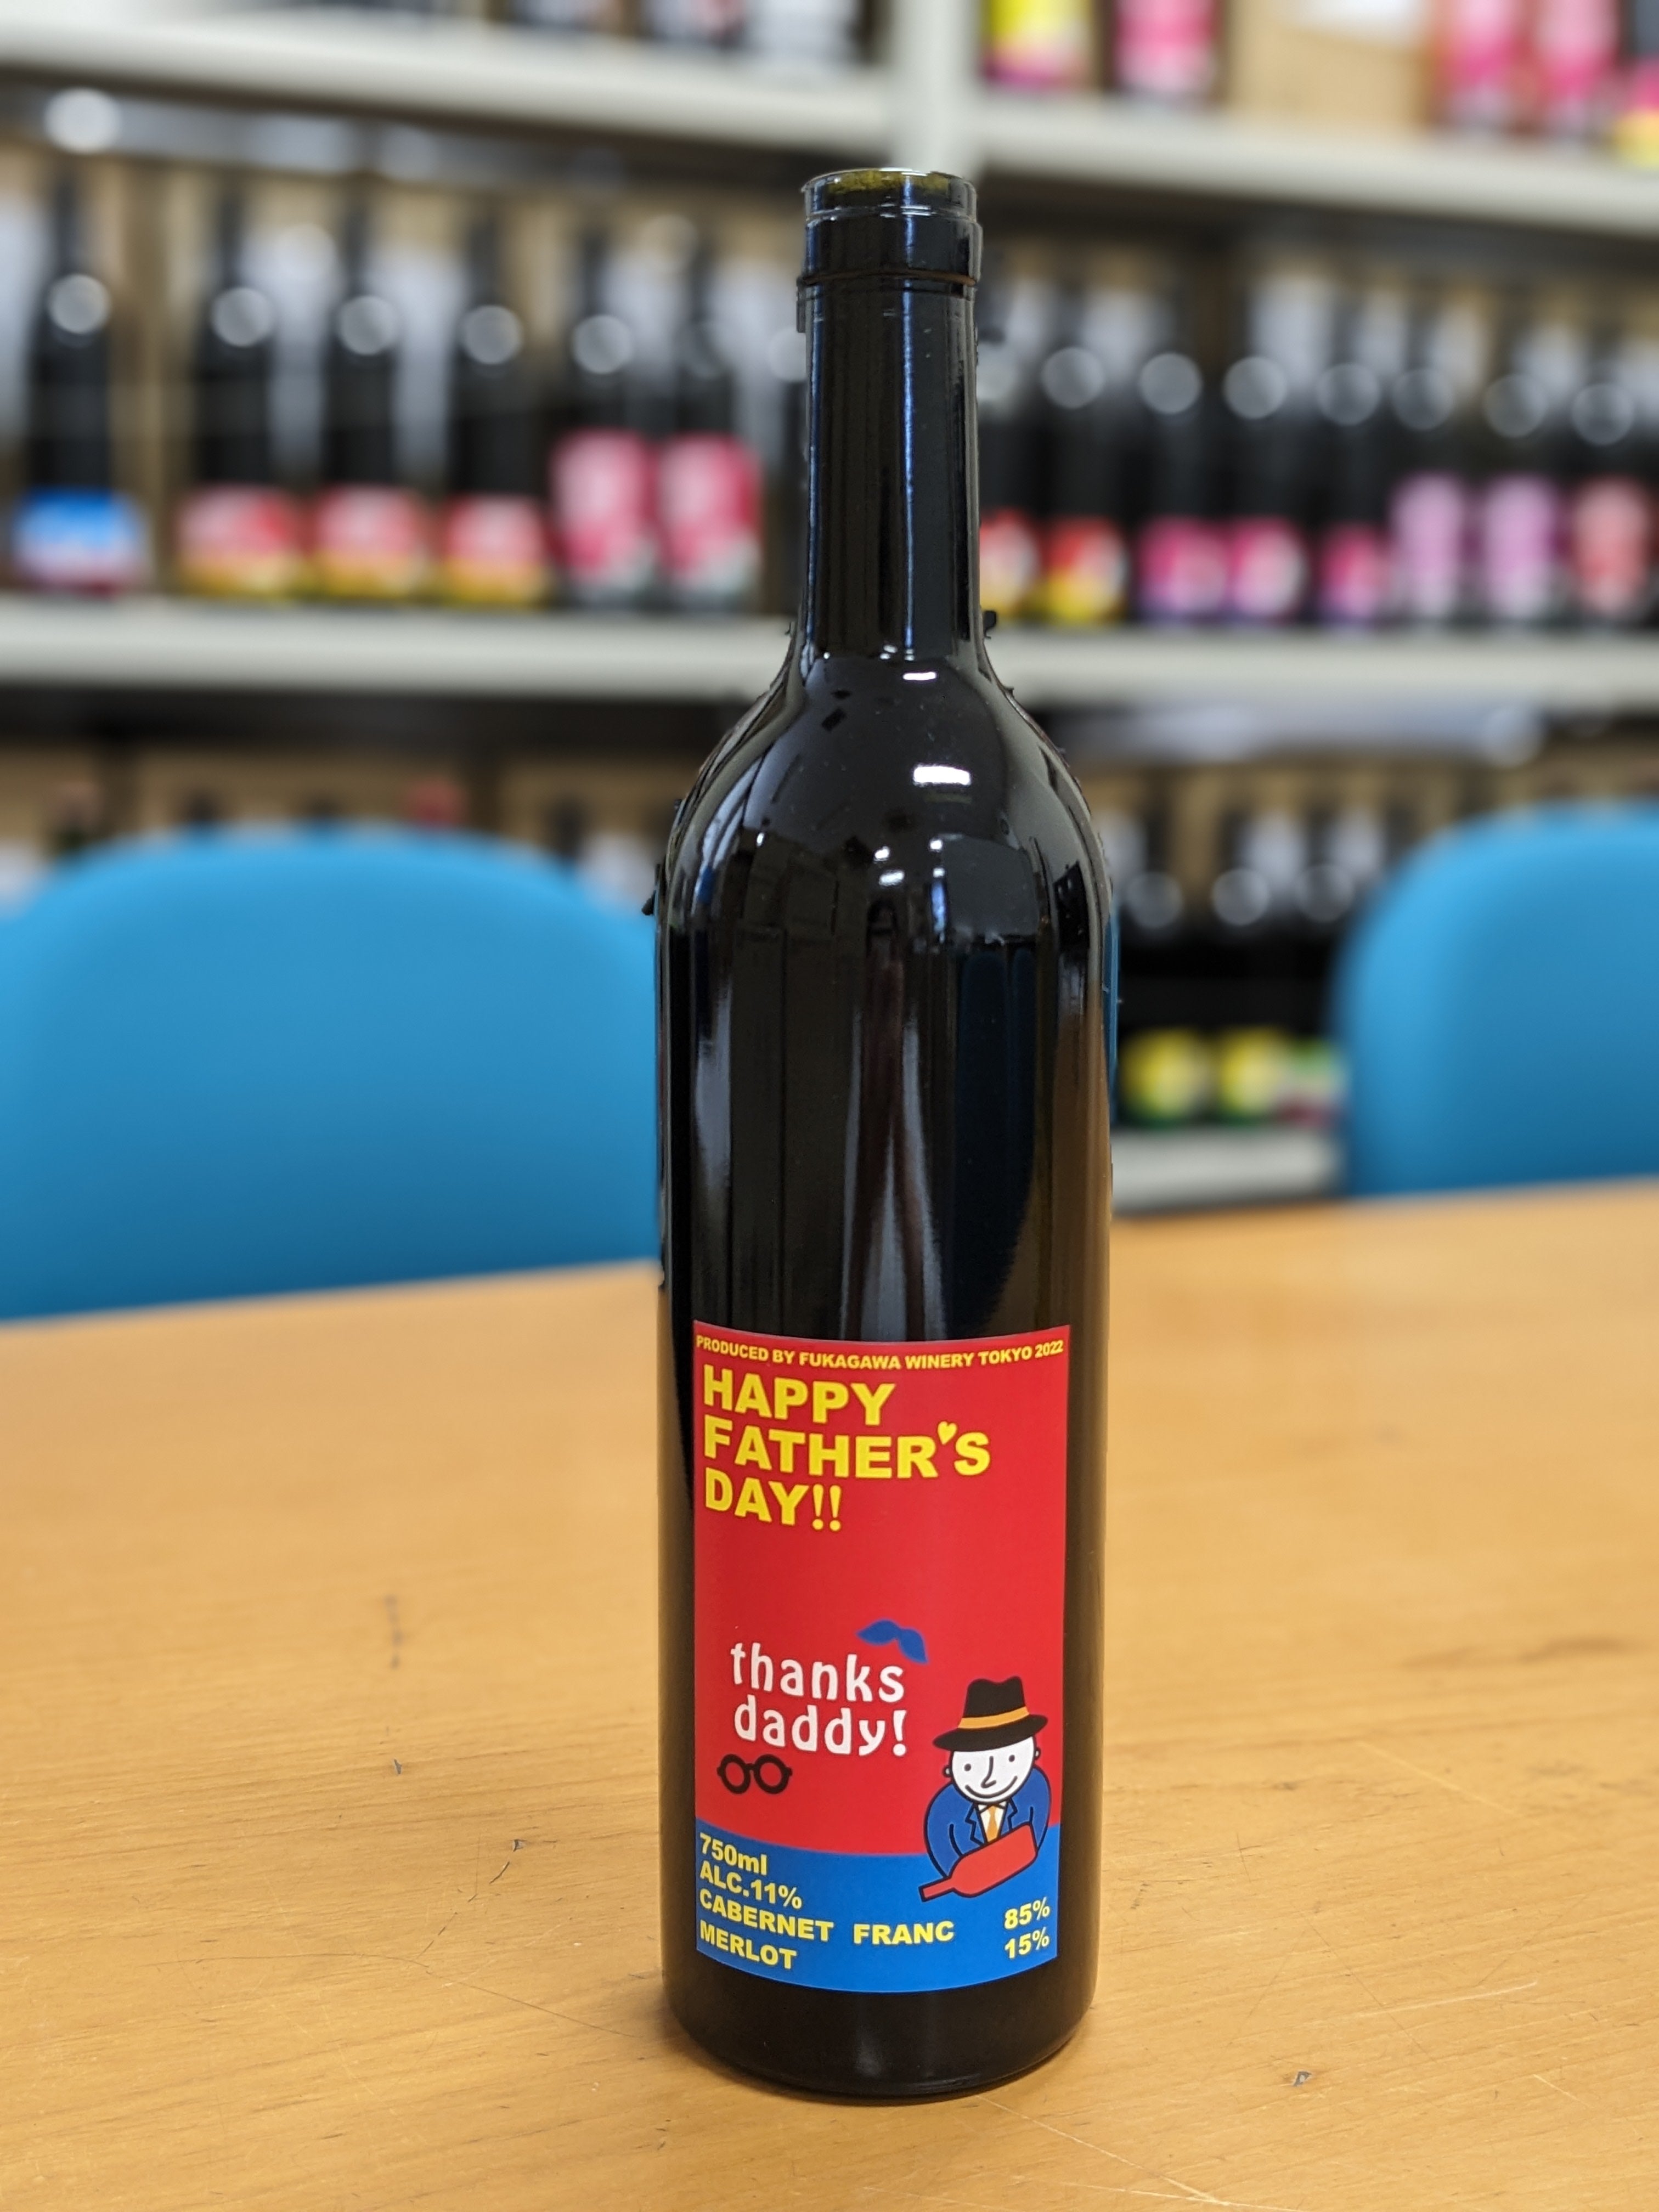 PRODUCED BY FUKAGAWA WINERY TOKYO 2022
HAPPY
FATHER'S
DAY!!
thanks
daddy!
750ml
ALC.11%
CABERNET FRANC 85%
MERLOT 15%